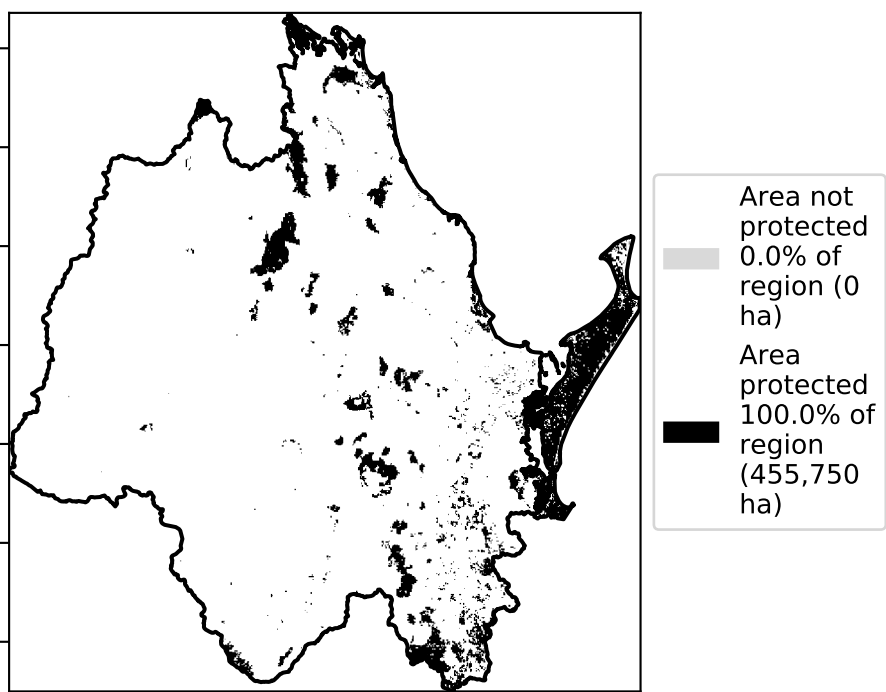 Area not
protected
0.0% of
region (0
ha)
Area
protected
100.0% of
region
(455,750
ha)